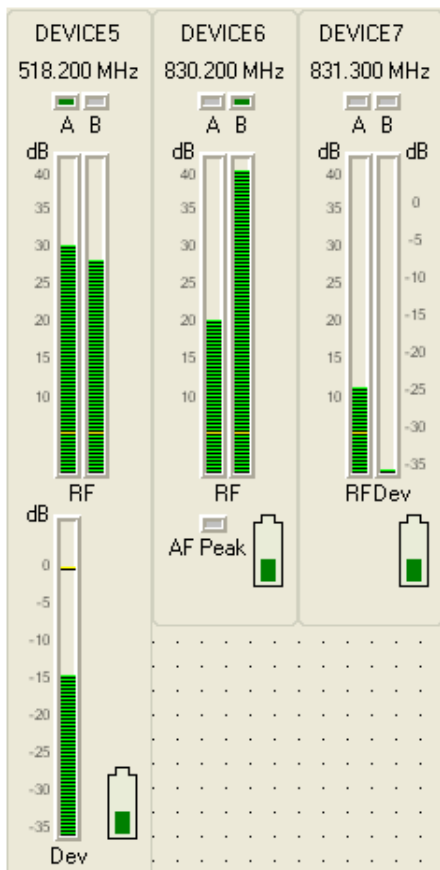 DEVICE5
518.200 MHz
A B
dB
40
35
30
25
20
15
10
RF
dB
0
-5
-10
-15
-20
-25
-30
-35
Dev
DEVICE6
830.200 MHz
A B
40
35
30
25
20
15
10
RF
AF Peak
DEVICE7
831.300 MHz
A B
dB dB
40
35
30
25
20
15
10
0
-5
-10
-15
-20
-25
-30
-35
RF Dev